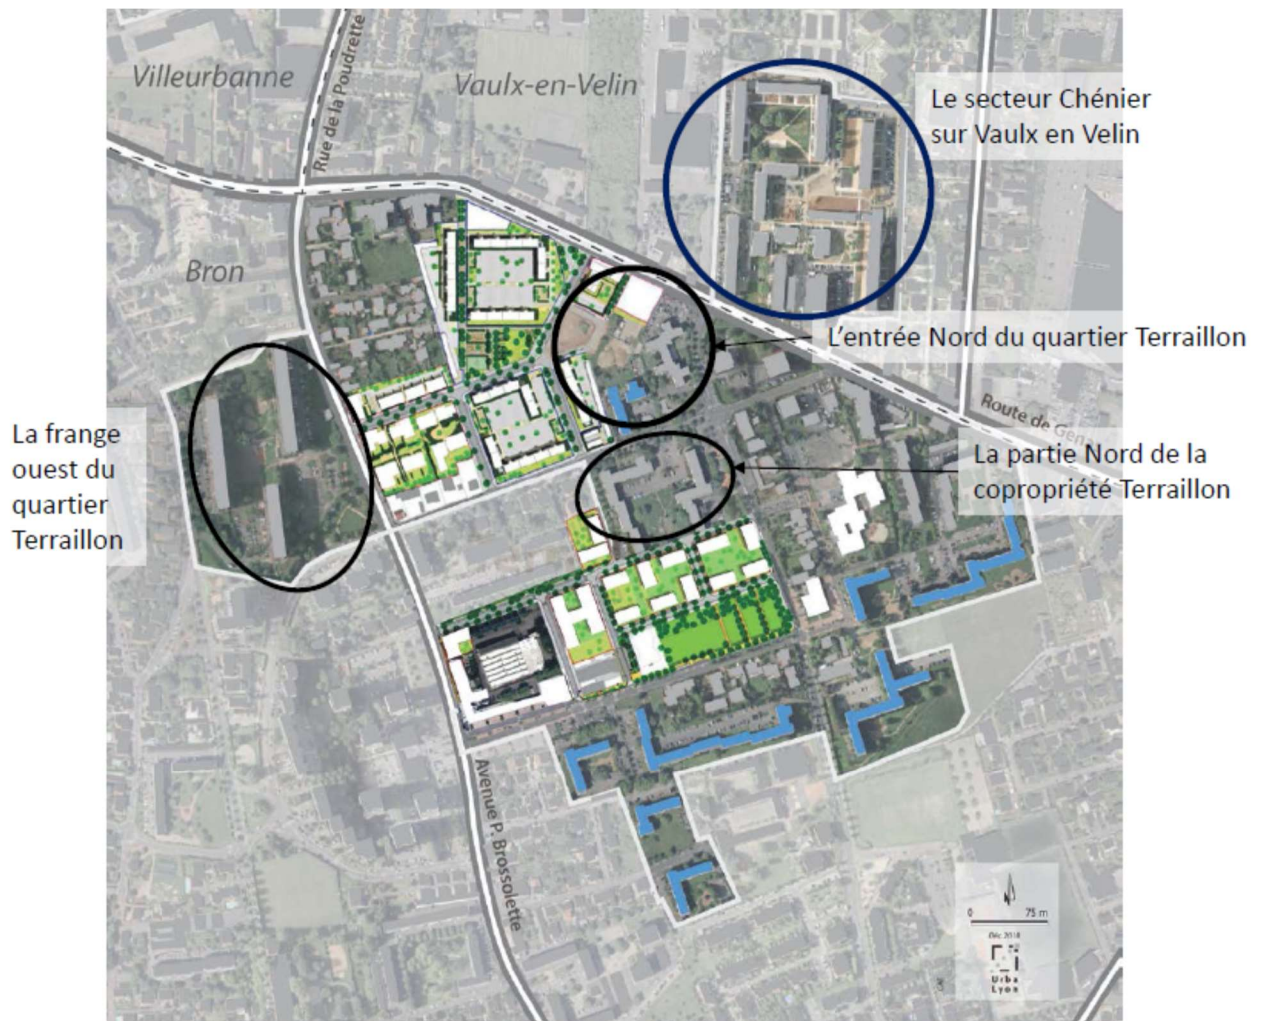 Villeurbanne
Rue de la Poudrette
Vaulx-en-Velin
Le secteur Chénier
sur Vaulx en Velin
Bron
L'entrée Nord du quartier Terraillon
Route de
La frange
ouest du
quartier
Terraillon
La partie Nord de la
copropriété Terraillon
Avenue P. Brossolette
0 75 m
Déc 2018
Urba
Lyon